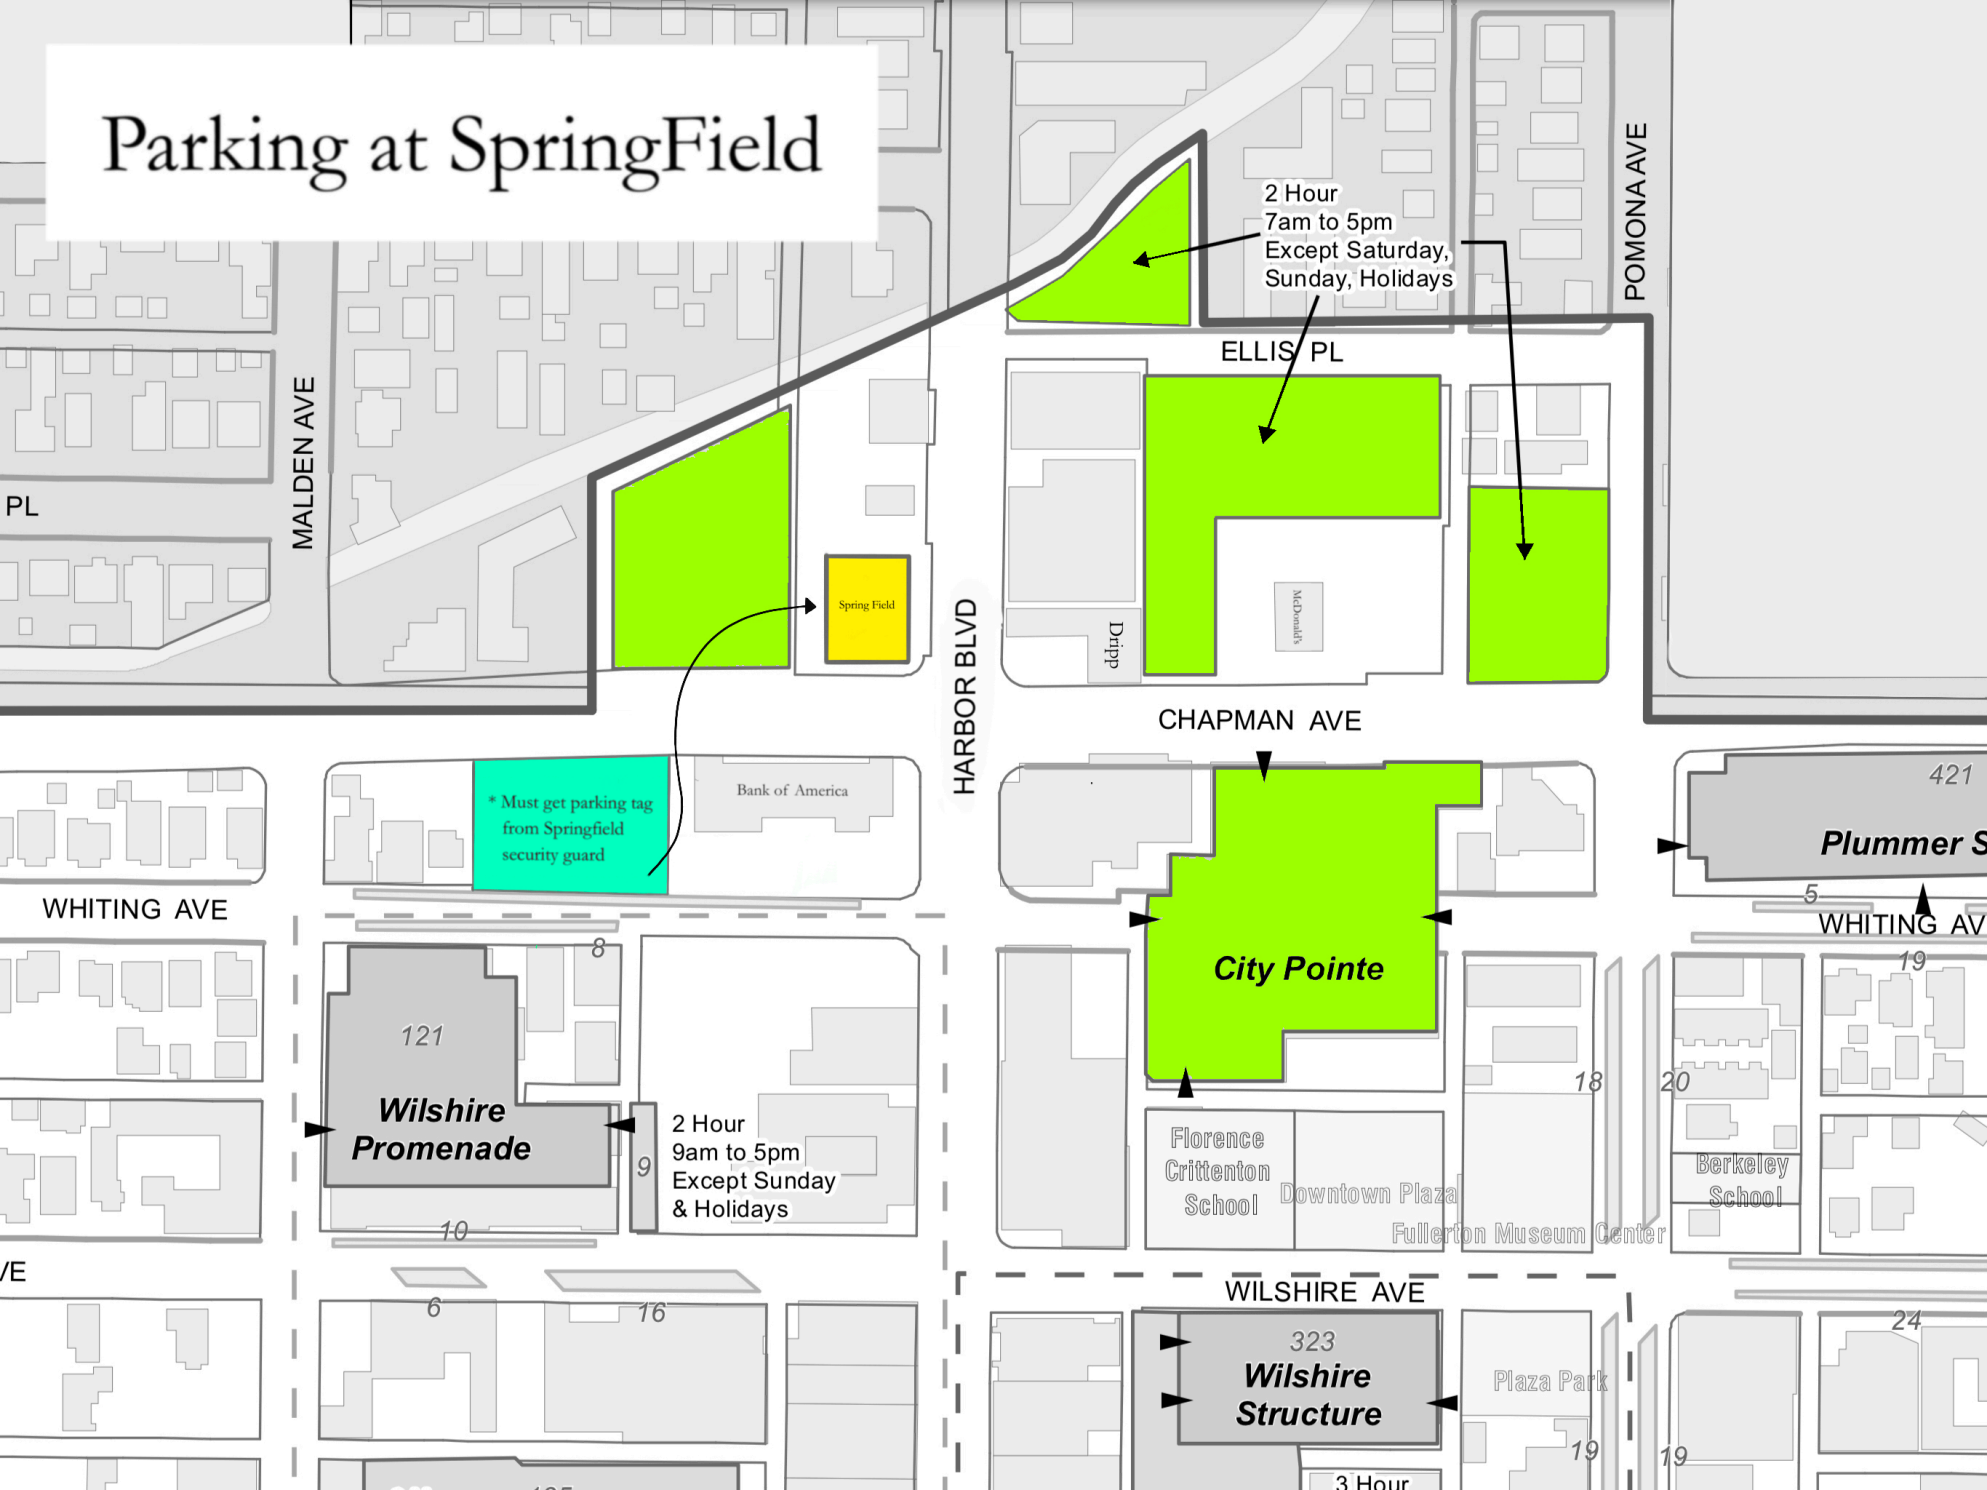 Parking at SpringField
2 Hour
7am to 5pm
Except Saturday,
Sunday, Holidays
POMONA AVE
ELLIS PL
MALDEN AVE
PL
Spring Field
HARBOR BLVD
Dripp
McDonald's
CHAPMAN AVE
* Must get parking tag
from Springfield
security guard
Bank of America
421
Plummer S
5
WHITING AVE
WHITING AV
8
19
City Pointe
121
Wilshire
Promenade
9
2 Hour
9am to 5pm
Except Sunday
& Holidays
10
18
20
Florence
Crittenton
School
Downtown Plaza
Fullerton Museum Center
Berkeley
School
VE
6
16
WILSHIRE AVE
323
Wilshire
Structure
Plaza Park
24
19
19
3 Hour